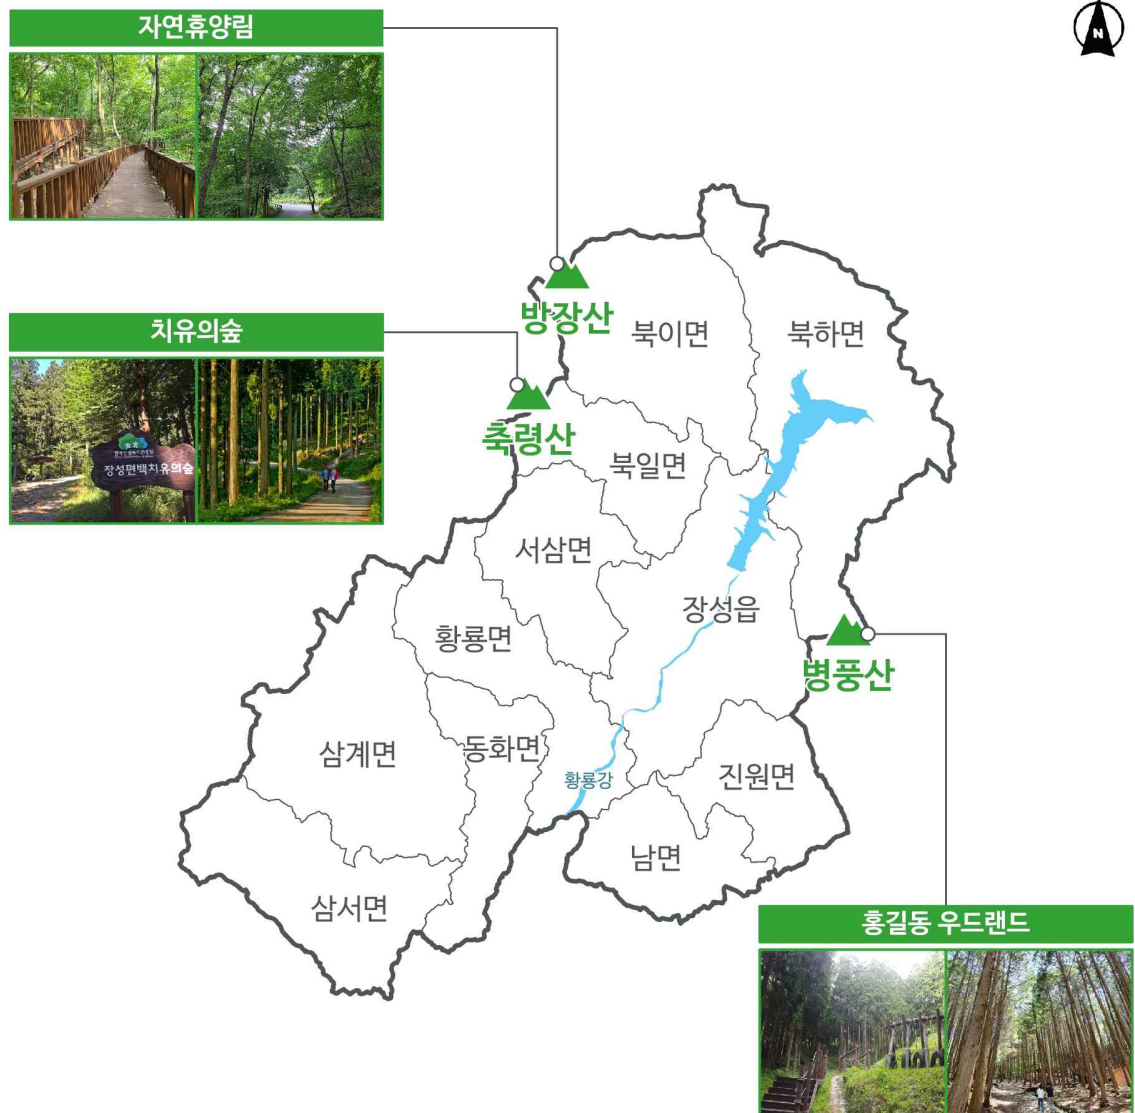 자연휴양림
N
방장산
북이면
북하면
치유의숲
장성편백치유의숲
축령산
북일면
서삼면
장성읍
황룡면
병풍산
삼계면
동화면
황룡강
진원면
남면
삼서면
홍길동 우드랜드